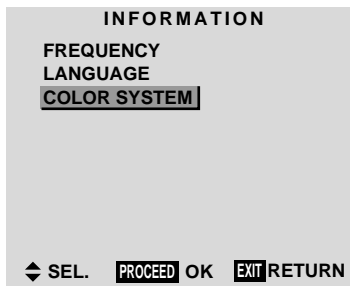 INFORMATION
FREQUENCY
LANGUAGE
COLOR SYSTEM
SEL. PROCEED OK EXIT RETURN